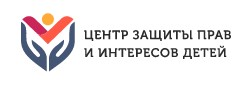 ЦЕНТР ЗАЩИТЫ ПРАВ
И ИНТЕРЕСОВ ДЕТЕЙ